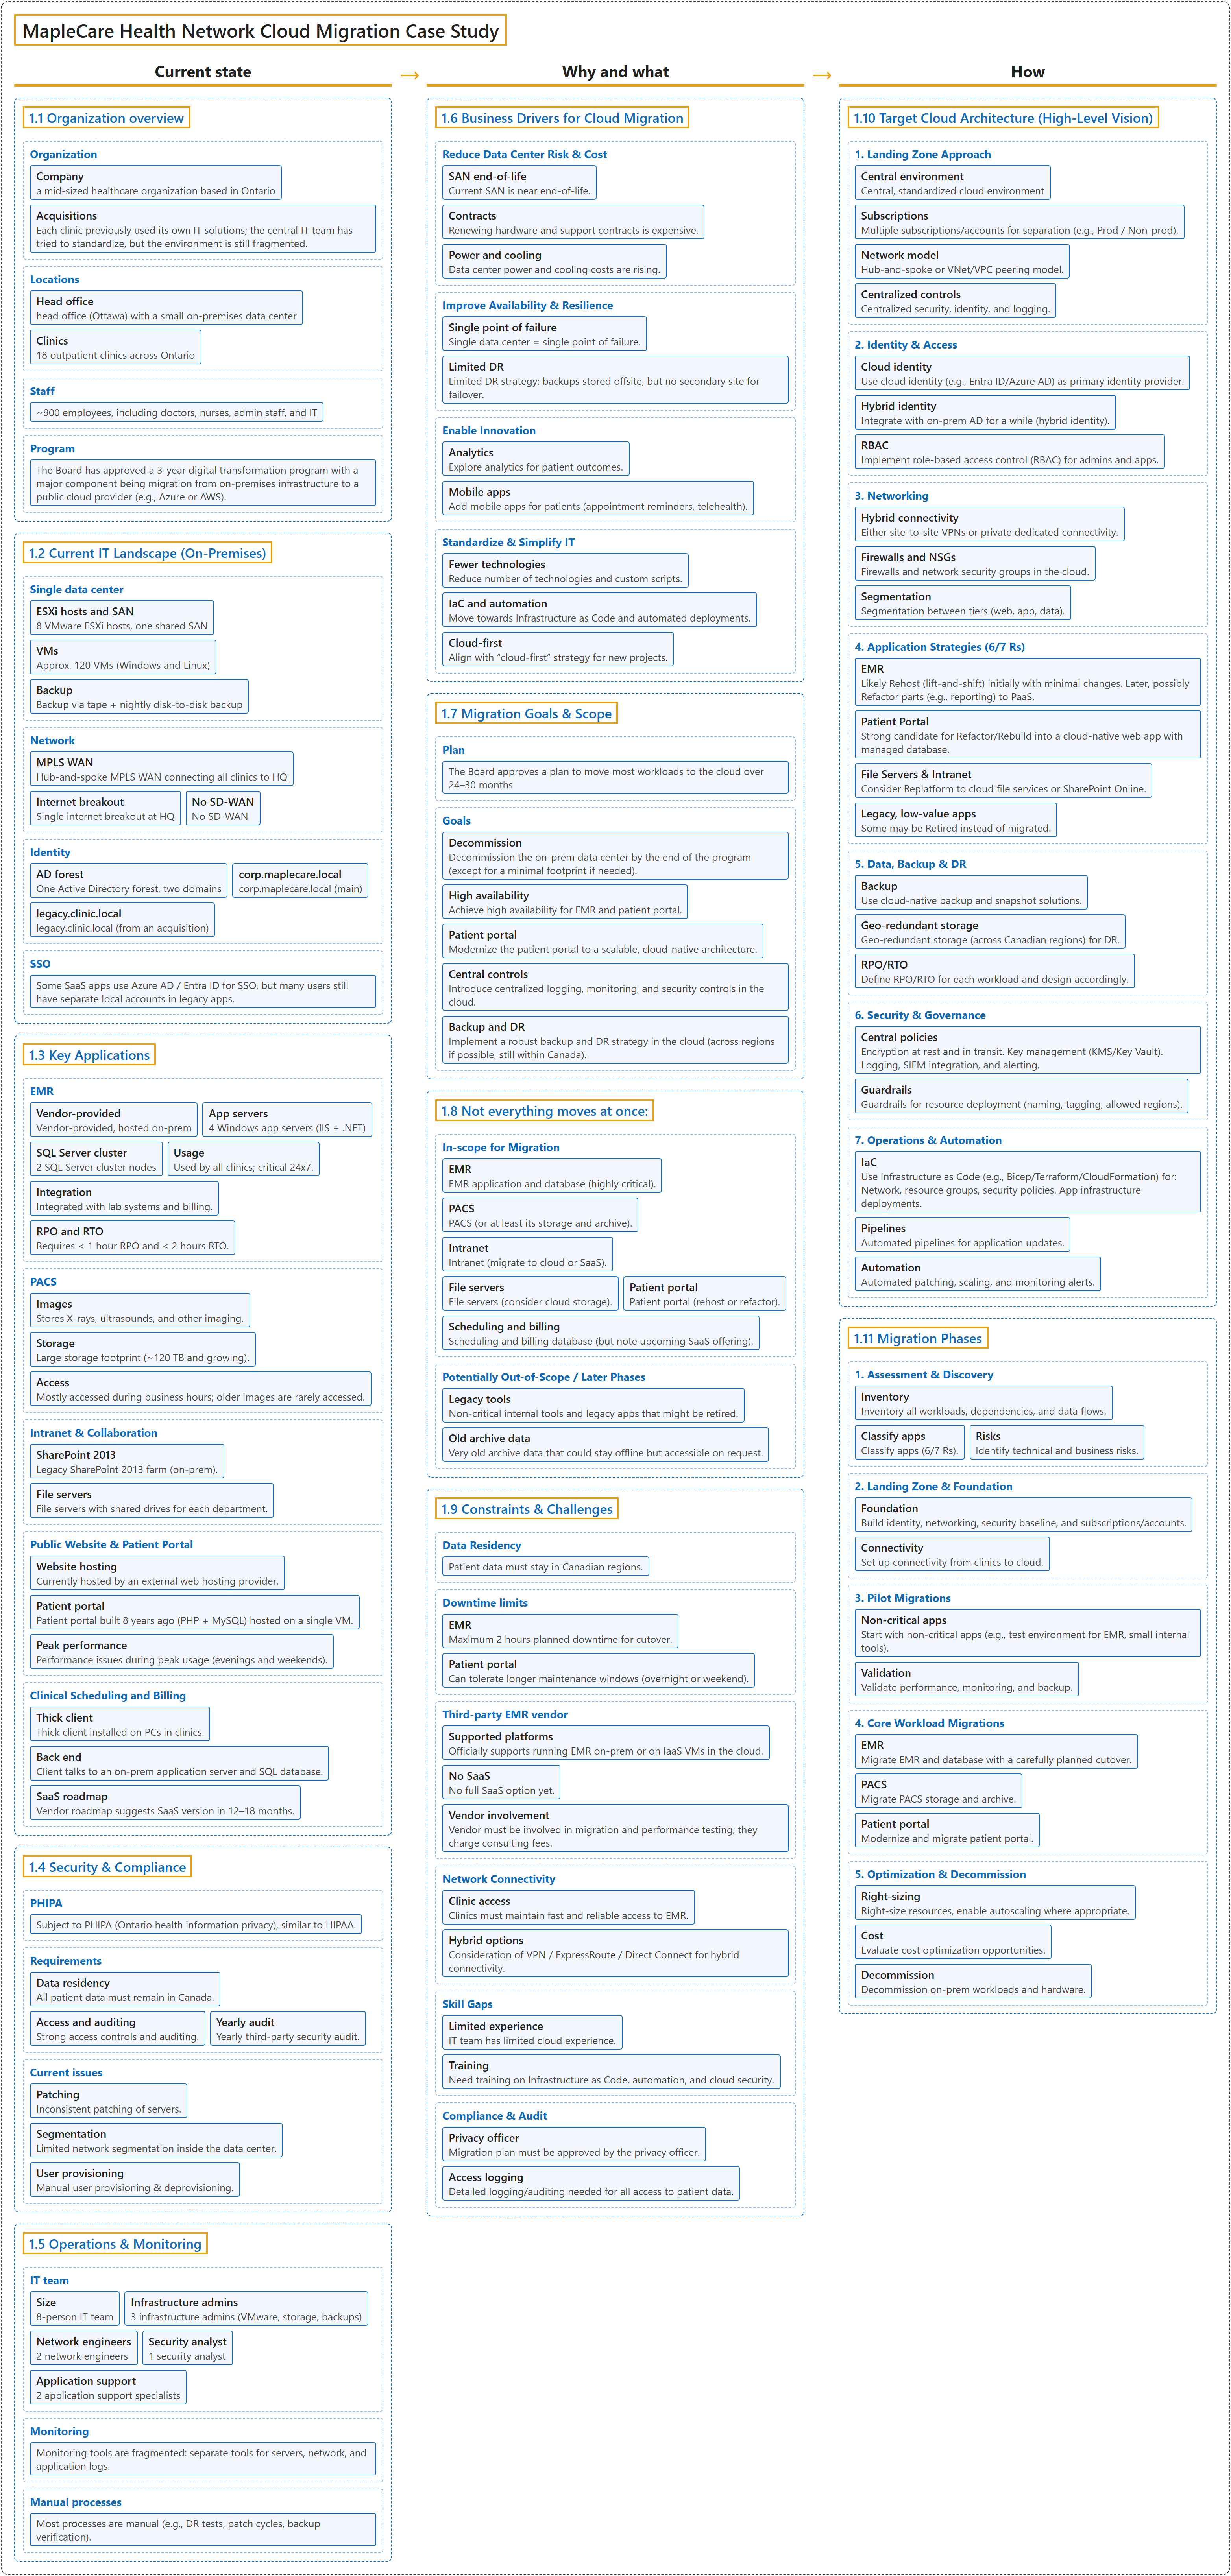 MapleCare Health Network Cloud Migration Case Study
Current state
→
Why and what
→
How
1.1 Organization overview
Organization
Company
a mid-sized healthcare organization based in Ontario
Acquisitions
Each clinic previously used its own IT solutions; the central IT team has
tried to standardize, but the environment is still fragmented.
Locations
Head office
head office (Ottawa) with a small on-premises data center
Clinics
18 outpatient clinics across Ontario
Staff
~900 employees, including doctors, nurses, admin staff, and IT
Program
The Board has approved a 3-year digital transformation program with a
major component being migration from on-premises infrastructure to a
public cloud provider (e.g., Azure or AWS).
1.2 Current IT Landscape (On-Premises)
Single data center
ESXi hosts and SAN
8 VMware ESXi hosts, one shared SAN
VMs
Approx. 120 VMs (Windows and Linux)
Backup
Backup via tape + nightly disk-to-disk backup
Network
MPLS WAN
Hub-and-spoke MPLS WAN connecting all clinics to HQ
Internet breakout
Single internet breakout at HQ
No SD-WAN
No SD-WAN
Identity
AD forest
One Active Directory forest, two domains
corp.maplecare.local
corp.maplecare.local (main)
legacy.clinic.local
legacy.clinic.local (from an acquisition)
SSO
Some SaaS apps use Azure AD / Entra ID for SSO, but many users still
have separate local accounts in legacy apps.
1.3 Key Applications
EMR
Vendor-provided
Vendor-provided, hosted on-prem
App servers
4 Windows app servers (IIS + .NET)
SQL Server cluster
2 SQL Server cluster nodes
Usage
Used by all clinics; critical 24x7.
Integration
Integrated with lab systems and billing.
RPO and RTO
Requires < 1 hour RPO and < 2 hours RTO.
PACS
Images
Stores X-rays, ultrasounds, and other imaging.
Storage
Large storage footprint (~120 TB and growing).
Access
Mostly accessed during business hours; older images are rarely accessed.
Intranet & Collaboration
SharePoint 2013
Legacy SharePoint 2013 farm (on-prem).
File servers
File servers with shared drives for each department.
Public Website & Patient Portal
Website hosting
Currently hosted by an external web hosting provider.
Patient portal
Patient portal built 8 years ago (PHP + MySQL) hosted on a single VM.
Peak performance
Performance issues during peak usage (evenings and weekends).
Clinical Scheduling and Billing
Thick client
Thick client installed on PCs in clinics.
Back end
Client talks to an on-prem application server and SQL database.
SaaS roadmap
Vendor roadmap suggests SaaS version in 12–18 months.
1.4 Security & Compliance
PHIPA
Subject to PHIPA (Ontario health information privacy), similar to HIPAA.
Requirements
Data residency
All patient data must remain in Canada.
Access and auditing
Strong access controls and auditing.
Yearly audit
Yearly third-party security audit.
Current issues
Patching
Inconsistent patching of servers.
Segmentation
Limited network segmentation inside the data center.
User provisioning
Manual user provisioning & deprovisioning.
1.5 Operations & Monitoring
IT team
Size
8-person IT team
Infrastructure admins
3 infrastructure admins (VMware, storage, backups)
Network engineers
2 network engineers
Security analyst
1 security analyst
Application support
2 application support specialists
Monitoring
Monitoring tools are fragmented: separate tools for servers, network, and
application logs.
Manual processes
Most processes are manual (e.g., DR tests, patch cycles, backup
verification).
1.6 Business Drivers for Cloud Migration
Reduce Data Center Risk & Cost
SAN end-of-life
Current SAN is near end-of-life.
Contracts
Renewing hardware and support contracts is expensive.
Power and cooling
Data center power and cooling costs are rising.
Improve Availability & Resilience
Single point of failure
Single data center = single point of failure.
Limited DR
Limited DR strategy: backups stored offsite, but no secondary site for
failover.
Enable Innovation
Analytics
Explore analytics for patient outcomes.
Mobile apps
Add mobile apps for patients (appointment reminders, telehealth).
Standardize & Simplify IT
Fewer technologies
Reduce number of technologies and custom scripts.
IaC and automation
Move towards Infrastructure as Code and automated deployments.
Cloud-first
Align with “cloud-first” strategy for new projects.
1.7 Migration Goals & Scope
Plan
The Board approves a plan to move most workloads to the cloud over
24–30 months
Goals
Decommission
Decommission the on-prem data center by the end of the program
(except for a minimal footprint if needed).
High availability
Achieve high availability for EMR and patient portal.
Patient portal
Modernize the patient portal to a scalable, cloud-native architecture.
Central controls
Introduce centralized logging, monitoring, and security controls in the
cloud.
Backup and DR
Implement a robust backup and DR strategy in the cloud (across regions
if possible, still within Canada).
1.8 Not everything moves at once:
In-scope for Migration
EMR
EMR application and database (highly critical).
PACS
PACS (or at least its storage and archive).
Intranet
Intranet (migrate to cloud or SaaS).
File servers
File servers (consider cloud storage).
Patient portal
Patient portal (rehost or refactor).
Scheduling and billing
Scheduling and billing database (but note upcoming SaaS offering).
Potentially Out-of-Scope / Later Phases
Legacy tools
Non-critical internal tools and legacy apps that might be retired.
Old archive data
Very old archive data that could stay offline but accessible on request.
1.9 Constraints & Challenges
Data Residency
Patient data must stay in Canadian regions.
Downtime limits
EMR
Maximum 2 hours planned downtime for cutover.
Patient portal
Can tolerate longer maintenance windows (overnight or weekend).
Third-party EMR vendor
Supported platforms
Officially supports running EMR on-prem or on IaaS VMs in the cloud.
No SaaS
No full SaaS option yet.
Vendor involvement
Vendor must be involved in migration and performance testing; they
charge consulting fees.
Network Connectivity
Clinic access
Clinics must maintain fast and reliable access to EMR.
Hybrid options
Consideration of VPN / ExpressRoute / Direct Connect for hybrid
connectivity.
Skill Gaps
Limited experience
IT team has limited cloud experience.
Training
Need training on Infrastructure as Code, automation, and cloud security.
Compliance & Audit
Privacy officer
Migration plan must be approved by the privacy officer.
Access logging
Detailed logging/auditing needed for all access to patient data.
1.10 Target Cloud Architecture (High-Level Vision)
1. Landing Zone Approach
Central environment
Central, standardized cloud environment
Subscriptions
Multiple subscriptions/accounts for separation (e.g., Prod / Non-prod).
Network model
Hub-and-spoke or VNet/VPC peering model.
Centralized controls
Centralized security, identity, and logging.
2. Identity & Access
Cloud identity
Use cloud identity (e.g., Entra ID/Azure AD) as primary identity provider.
Hybrid identity
Integrate with on-prem AD for a while (hybrid identity).
RBAC
Implement role-based access control (RBAC) for admins and apps.
3. Networking
Hybrid connectivity
Either site-to-site VPNs or private dedicated connectivity.
Firewalls and NSGs
Firewalls and network security groups in the cloud.
Segmentation
Segmentation between tiers (web, app, data).
4. Application Strategies (6/7 Rs)
EMR
Likely Rehost (lift-and-shift) initially with minimal changes. Later, possibly
Refactor parts (e.g., reporting) to PaaS.
Patient Portal
Strong candidate for Refactor/Rebuild into a cloud-native web app with
managed database.
File Servers & Intranet
Consider Replatform to cloud file services or SharePoint Online.
Legacy, low-value apps
Some may be Retired instead of migrated.
5. Data, Backup & DR
Backup
Use cloud-native backup and snapshot solutions.
Geo-redundant storage
Geo-redundant storage (across Canadian regions) for DR.
RPO/RTO
Define RPO/RTO for each workload and design accordingly.
6. Security & Governance
Central policies
Encryption at rest and in transit. Key management (KMS/Key Vault).
Logging, SIEM integration, and alerting.
Guardrails
Guardrails for resource deployment (naming, tagging, allowed regions).
7. Operations & Automation
IaC
Use Infrastructure as Code (e.g., Bicep/Terraform/CloudFormation) for:
Network, resource groups, security policies. App infrastructure
deployments.
Pipelines
Automated pipelines for application updates.
Automation
Automated patching, scaling, and monitoring alerts.
1.11 Migration Phases
1. Assessment & Discovery
Inventory
Inventory all workloads, dependencies, and data flows.
Classify apps
Classify apps (6/7 Rs).
Risks
Identify technical and business risks.
2. Landing Zone & Foundation
Foundation
Build identity, networking, security baseline, and subscriptions/accounts.
Connectivity
Set up connectivity from clinics to cloud.
3. Pilot Migrations
Non-critical apps
Start with non-critical apps (e.g., test environment for EMR, small internal
tools).
Validation
Validate performance, monitoring, and backup.
4. Core Workload Migrations
EMR
Migrate EMR and database with a carefully planned cutover.
PACS
Migrate PACS storage and archive.
Patient portal
Modernize and migrate patient portal.
5. Optimization & Decommission
Right-sizing
Right-size resources, enable autoscaling where appropriate.
Cost
Evaluate cost optimization opportunities.
Decommission
Decommission on-prem workloads and hardware.